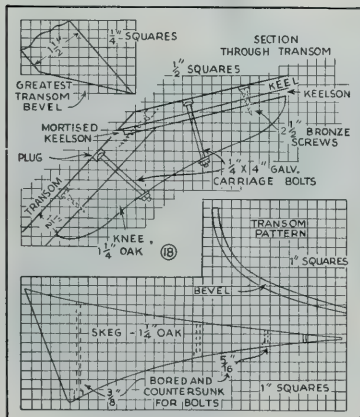 1/4" SQUARES
1 1/2"
GREATEST
TRANSOM
BEVEL
SECTION
THROUGH TRANSOM
1/2" SQUARES
KEEL
KEELSON
MORTISED
KEELSON
2 1/2" BRONZE
SCREWS
PLUG
1/4" X 4" GALV.
CARRIAGE BOLTS
TRANSOM
KNEE
1 1/4" OAK
18
TRANSOM
PATTERN
1" SQUARES
BEVEL
SKEG - 1 1/4" OAK
5/16"
3/8"
BORED AND
COUNTERSUNK
FOR BOLTS
1" SQUARES